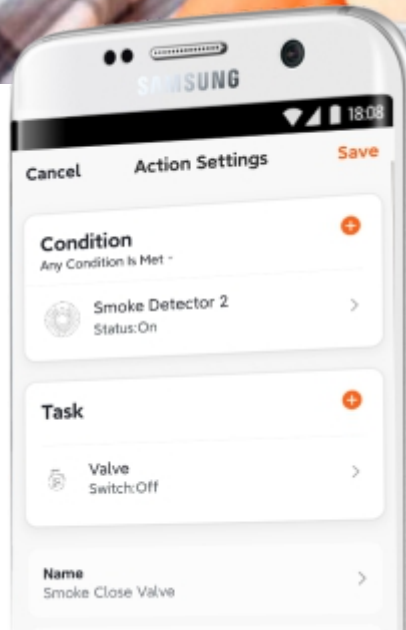 SAMSUNG
18:08
Cancel Action Settings Save
Condition
Any Condition Is Met
Smoke Detector 2
Status:On
Task
Valve
Switch:Off
Name
Smoke Close Valve